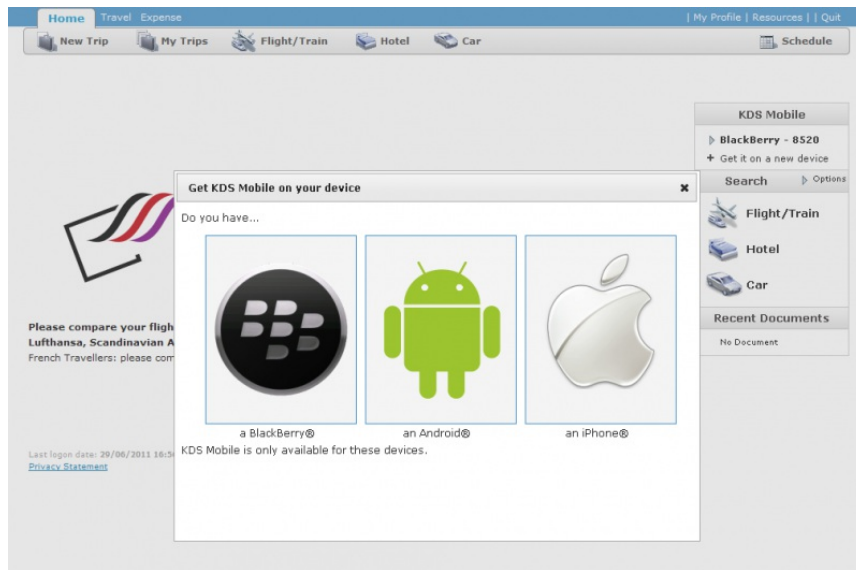 Home Travel Expense | My Profile | Resources | | Quit
New Trip My Trips Flight/Train Hotel Car Schedule
KDS Mobile
BlackBerry - 8520
+ Get it on a new device
Search Options
Flight/Train
Hotel
Car
Recent Documents
No Document
Get KDS Mobile on your device
Do you have...
a BlackBerry® an Android® an iPhone®
KDS Mobile is only available for these devices.
Please compare your fligh
Lufthansa, Scandinavian A
French Travellers: please com
Last logon date: 29/06/2011 16:5
Privacy Statement